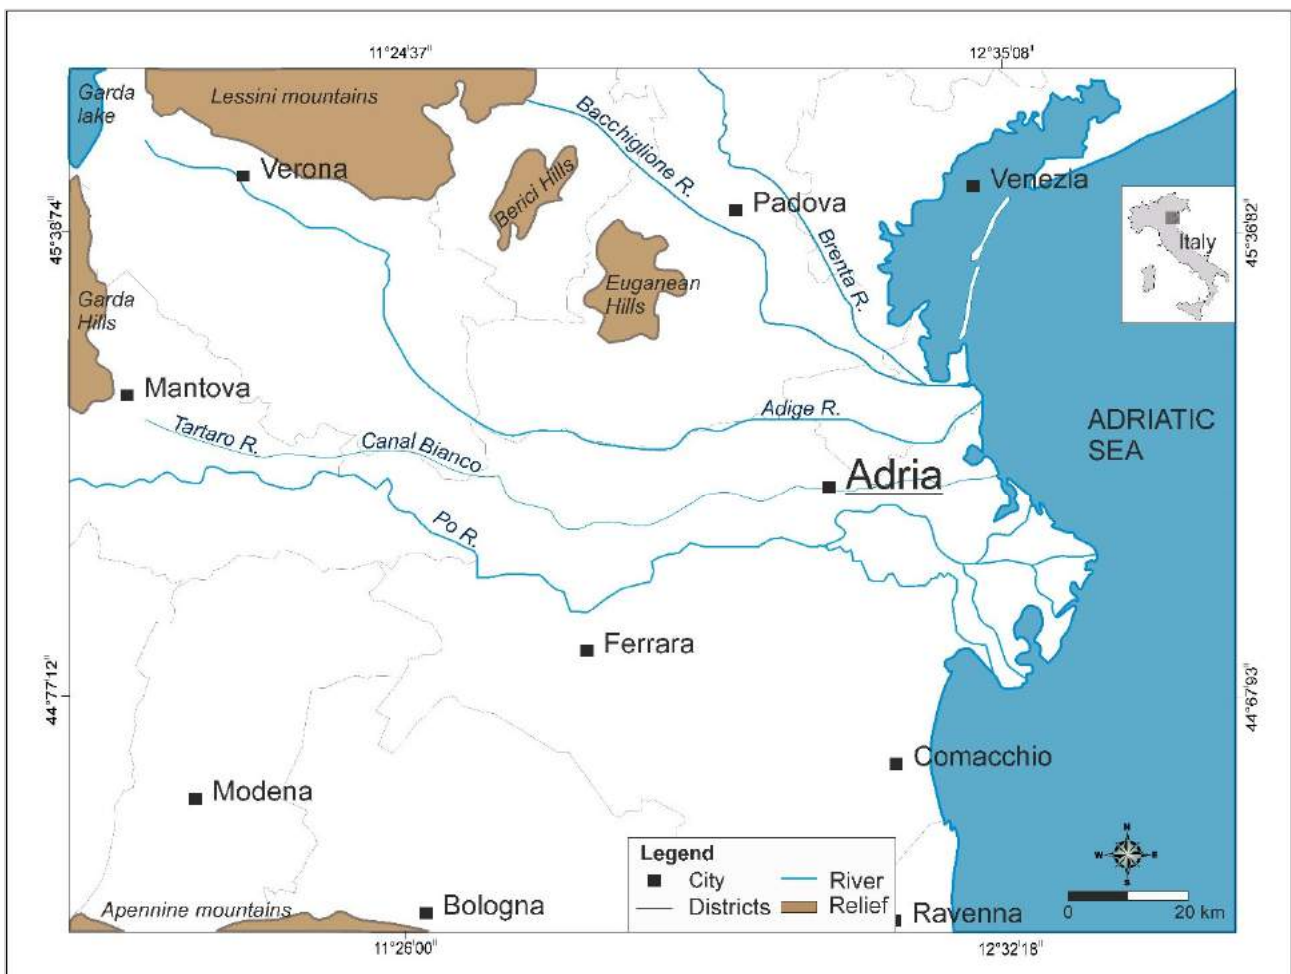 11°24'37"
12°35'08"
Garda
lake
Lessini mountains
Bacchiglione R.
Verona
Berici Hills
Padova
Venezia
45°38'74"
45°36'82"
Italy
Brenta R.
Euganean
Hills
Garda
Hills
Mantova
Adige R.
ADRIATIC
SEA
Tartaro R.
Canal Bianco
Adria
Po R.
Ferrara
44°77'12"
44°67'93"
Comacchio
Modena
N
W
E
S
Legend
City
River
Districts
Relief
Apennine mountains
Bologna
Ravenna
0
20 km
11°26'00"
12°32'18"